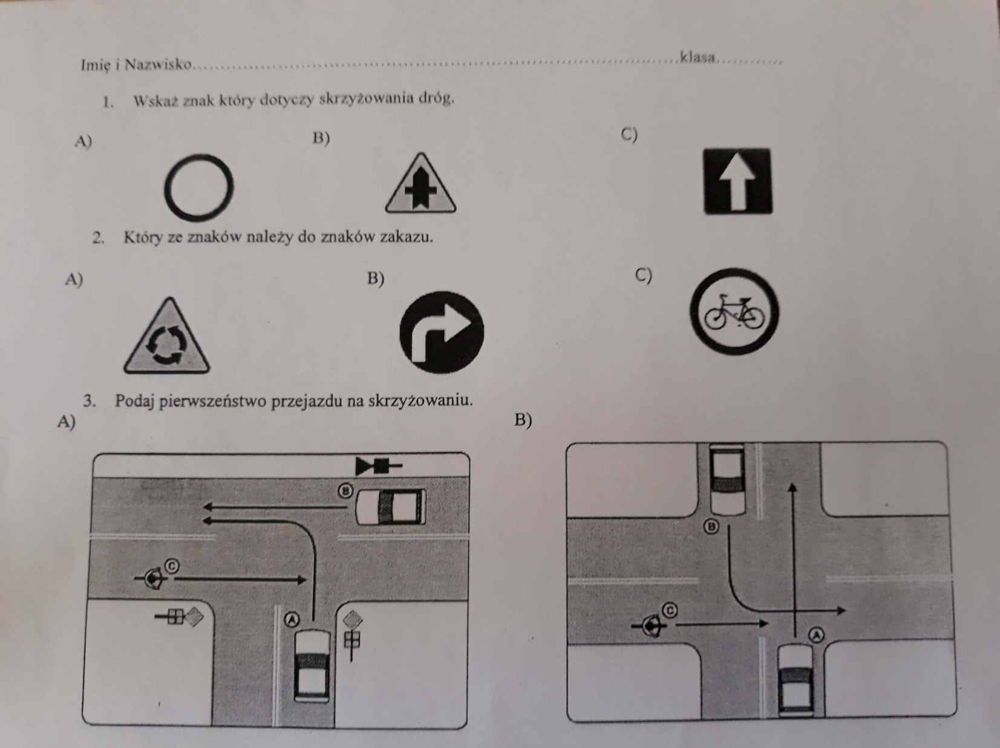 Imię i Nazwisko....................................................................................klasa............
1. Wskaż znak który dotyczy skrzyżowania dróg.
A) B) C)
2. Który ze znaków należy do znaków zakazu.
A) B) C)
3. Podaj pierwszeństwo przejazdu na skrzyżowaniu.
A) B)
B
C
A
B
C
A